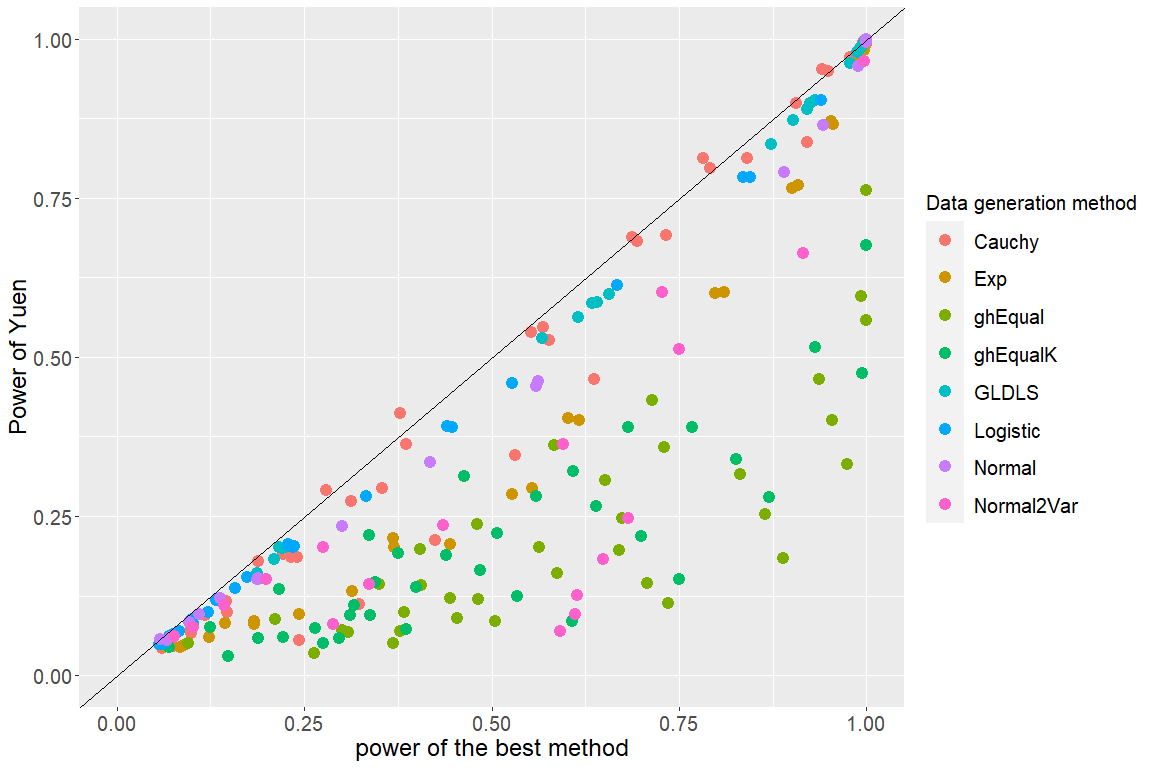 1.00
0.75
0.50
0.25
0.00
Power of Yuen
0.00 0.25 0.50 0.75 1.00
power of the best method
Data generation method
Cauchy
Exp
ghEqual
ghEqualK
GLDLS
Logistic
Normal
Normal2Var